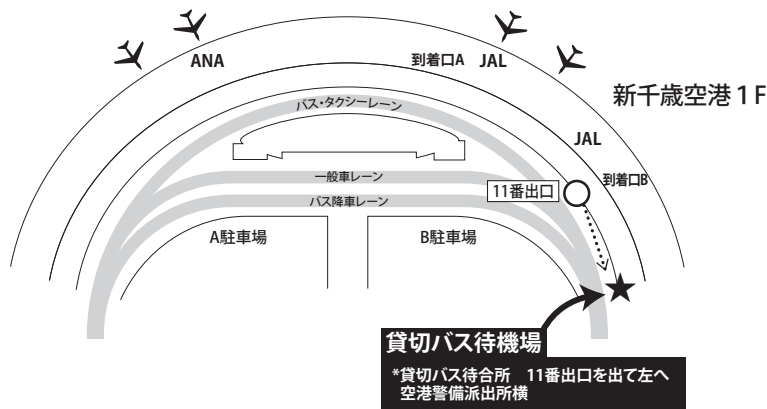 ANA
到着口A JAL
バス・タクシーレーン
新千歳空港1F
JAL
到着口B
11番出口
一般車レーン
バス降車レーン
A駐車場
B駐車場
貸切バス待機場
*貸切バス待合所 11番出口を出て左へ
空港警備派出所横